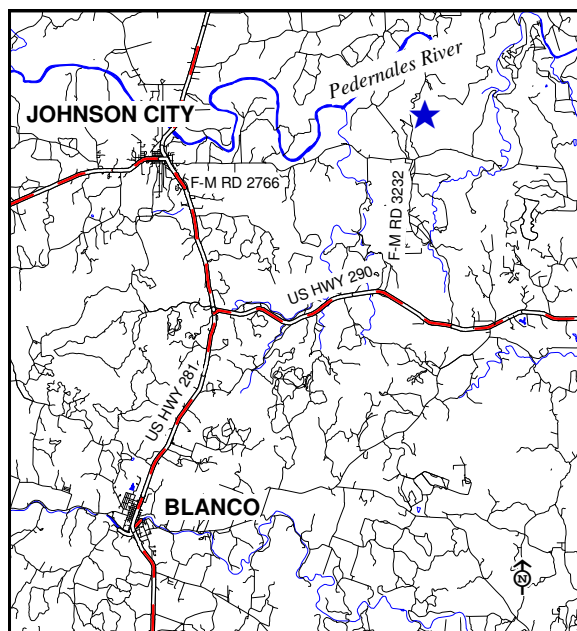 Pedernales River
JOHNSON CITY
F-M RD 2766
F-M RD 3232
US HWY 290
US HWY 281
BLANCO
N